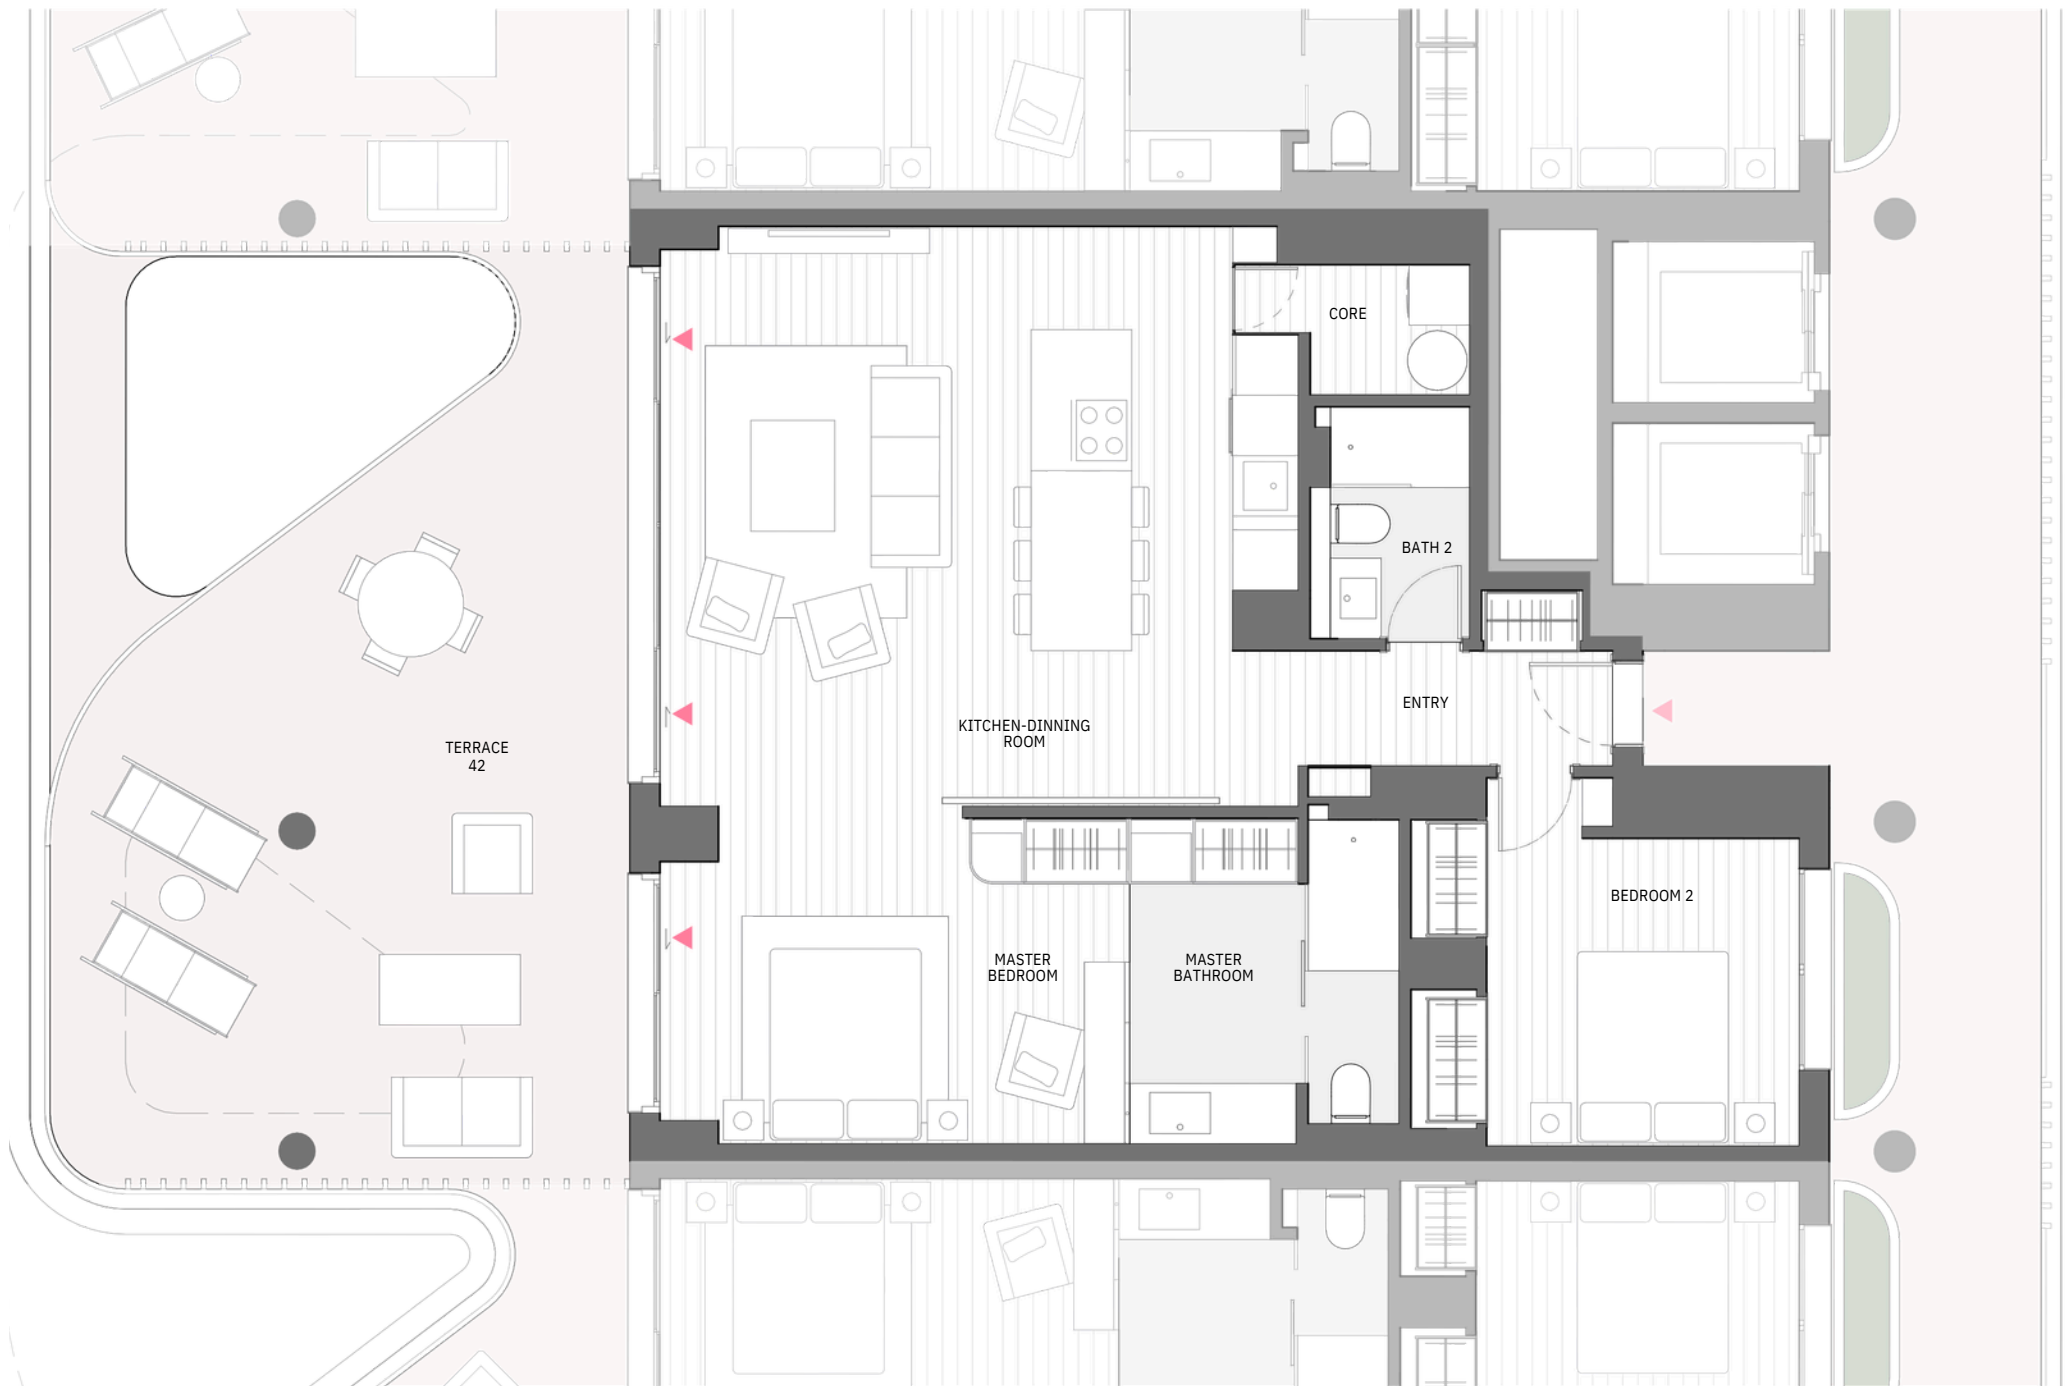 CORE
BATH 2
ENTRY
KITCHEN-DINNING
ROOM
TERRACE
42
BEDROOM 2
MASTER
BEDROOM
MASTER
BATHROOM